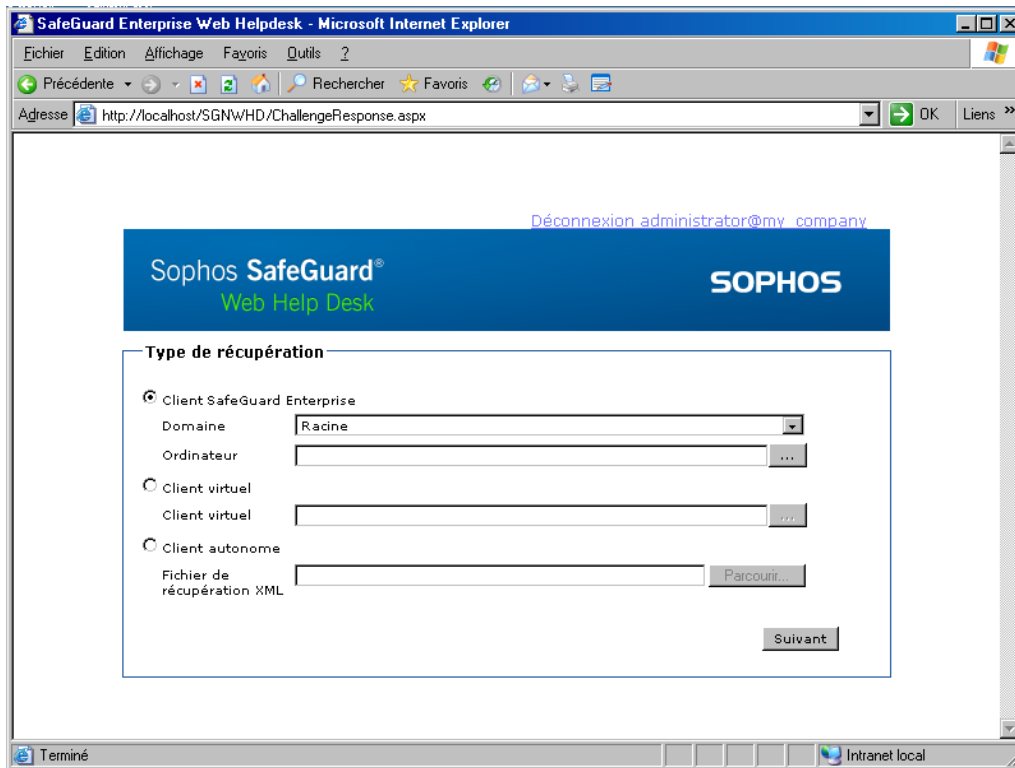 SafeGuard Enterprise Web Helpdesk - Microsoft Internet Explorer
Fichier Edition Affichage Favoris Outils ?
Précédente Rechercher Favoris
Adresse http://localhost/SGNWHD/ChallengeResponse.aspx OK Liens »
Déconnexion administrator@my_company
Sophos SafeGuard®
Web Help Desk
SOPHOS
Type de récupération
Client SafeGuard Enterprise
Domaine Racine
Ordinateur ...
Client virtuel
Client virtuel ...
Client autonome
Fichier de
récupération XML Parcourir...
Suivant
Terminé Intranet local